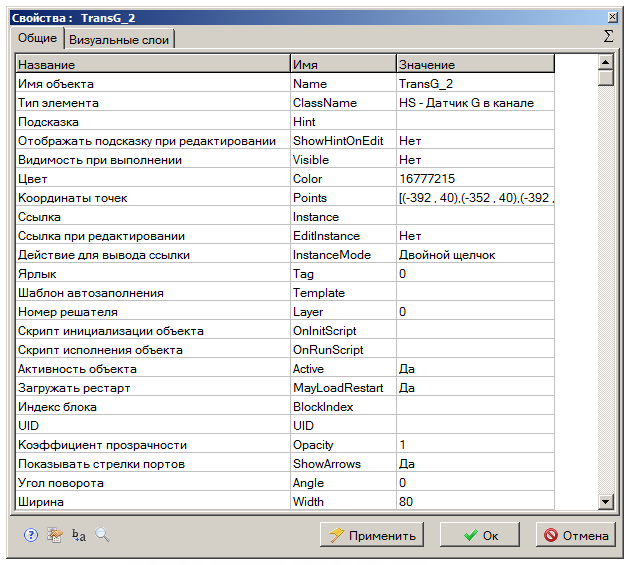 Свойства : TransG_2
Общие Визуальные слои Σ
Название Имя Значение
Имя объекта Name TransG_2
Тип элемента ClassName HS - Датчик G в канале
Подсказка Hint
Отображать подсказку при редактировании ShowHintOnEdit Нет
Видимость при выполнении Visible Нет
Цвет Color 16777215
Координаты точек Points [(-392 , 40),(-352 , 40),(-392 ,
Ссылка Instance
Ссылка при редактировании EditInstance Нет
Действие для вывода ссылки InstanceMode Двойной щелчок
Ярлык Tag 0
Шаблон автозаполнения Template
Номер решателя Layer 0
Скрипт инициализации объекта OnInitScript
Скрипт исполнения объекта OnRunScript
Активность объекта Active Да
Загружать рестарт MayLoadRestart Да
Индекс блока BlockIndex
UID UID
Коэффициент прозрачности Opacity 1
Показывать стрелки портов ShowArrows Да
Угол поворота Angle 0
Ширина Width 80
Применить Ок Отмена